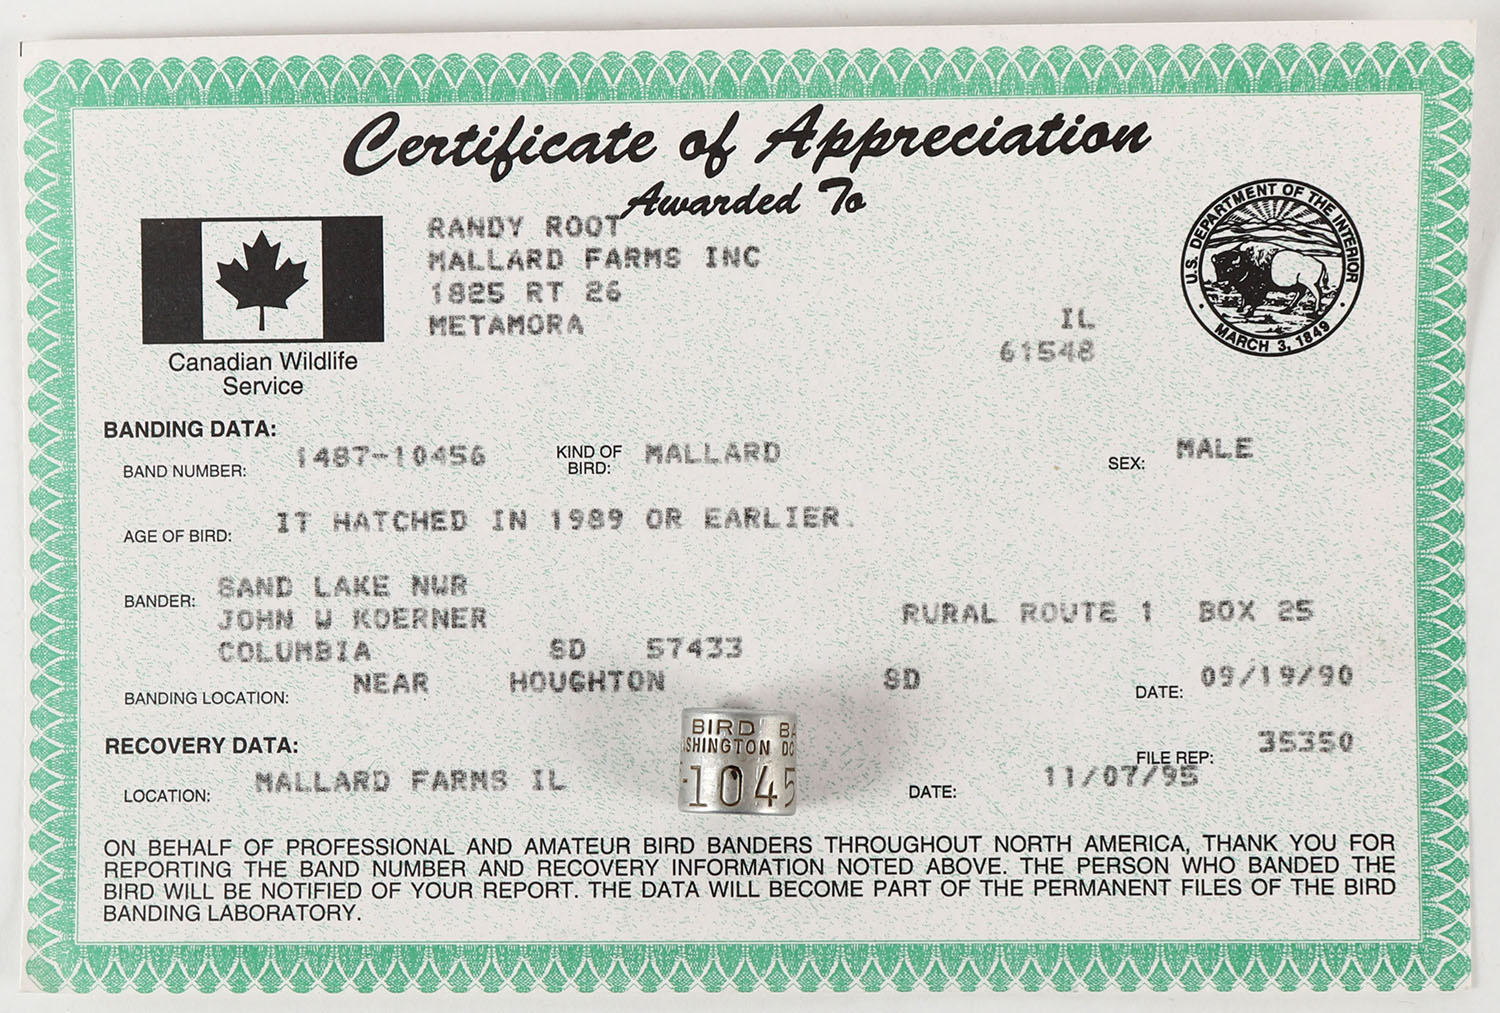 Certificate of Appreciation
Awarded To
RANDY ROOT
MALLARD FARMS INC
1825 RT 26
METAMORA IL
61548
Canadian Wildlife
Service
U.S. DEPARTMENT OF THE INTERIOR
MARCH 3, 1849
BANDING DATA:
BAND NUMBER: 1487-10456 KIND OF BIRD: MALLARD SEX: MALE
AGE OF BIRD: IT HATCHED IN 1989 OR EARLIER.
BANDER: SAND LAKE NWR
JOHN W KOERNER RURAL ROUTE 1 BOX 25
COLUMBIA SD 57433
BANDING LOCATION: NEAR HOUGHTON SD DATE: 09/19/90
RECOVERY DATA: FILE REP: 35350
LOCATION: MALLARD FARMS IL DATE: 11/07/95
BIRD BA
ASHINGTON DC
-1045
ON BEHALF OF PROFESSIONAL AND AMATEUR BIRD BANDERS THROUGHOUT NORTH AMERICA, THANK YOU FOR
REPORTING THE BAND NUMBER AND RECOVERY INFORMATION NOTED ABOVE. THE PERSON WHO BANDED THE
BIRD WILL BE NOTIFIED OF YOUR REPORT. THE DATA WILL BECOME PART OF THE PERMANENT FILES OF THE BIRD
BANDING LABORATORY.